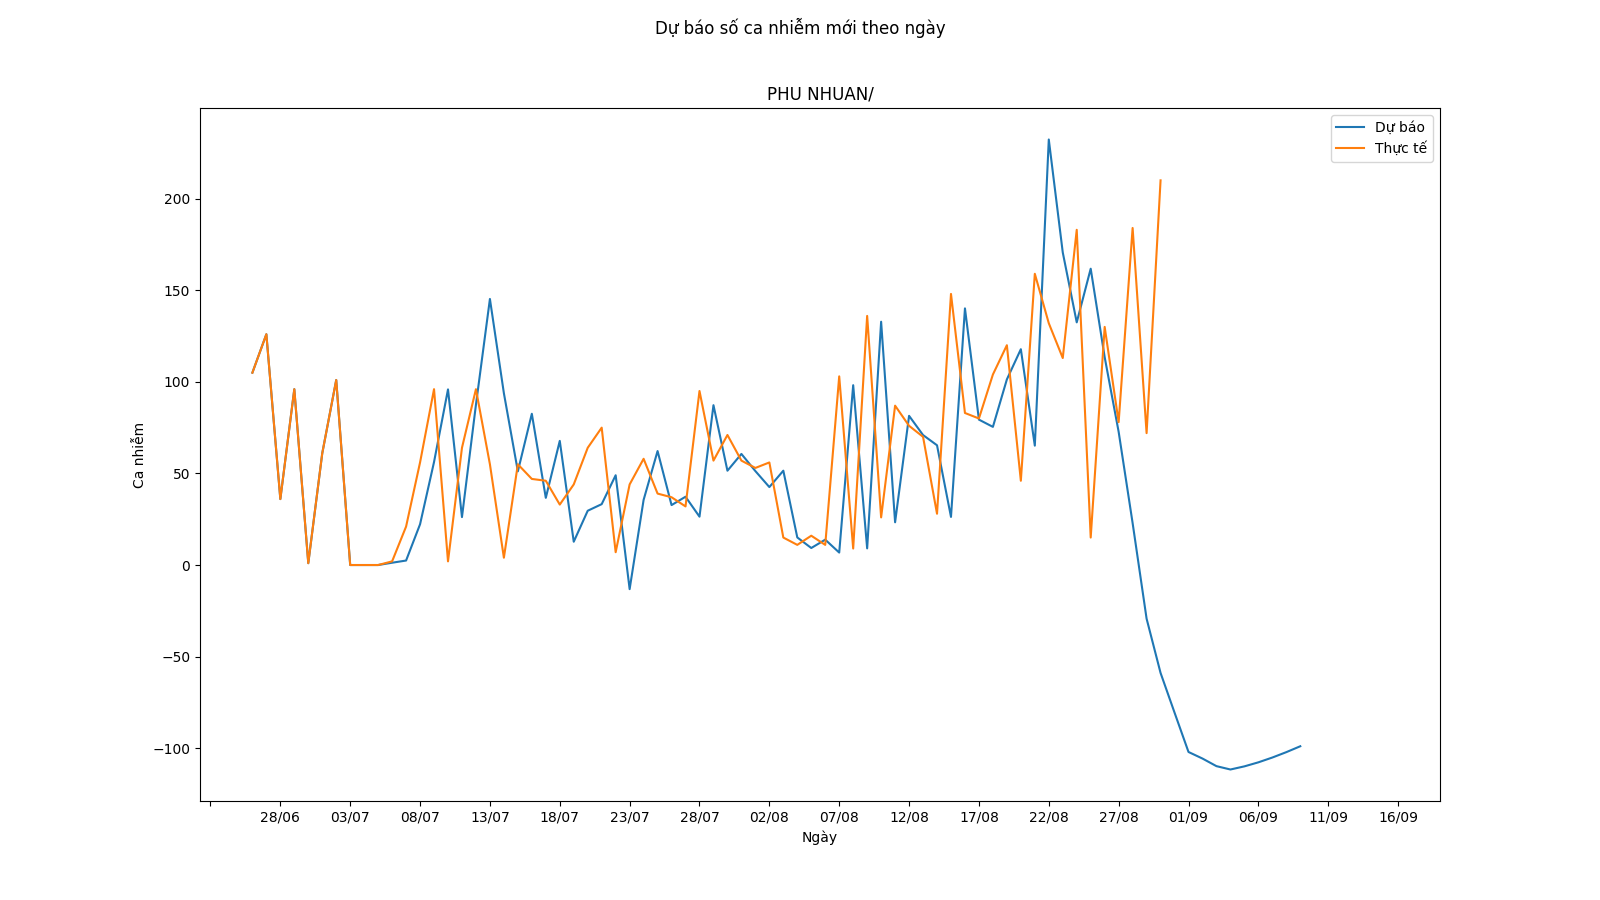 Dự báo số ca nhiễm mới theo ngày
PHU NHUAN/
Dự báo
Thực tế
200
150
100
50
0
−50
−100
Ca nhiễm
28/06 03/07 08/07 13/07 18/07 23/07 28/07 02/08 07/08 12/08 17/08 22/08 27/08 01/09 06/09 11/09 16/09
Ngày